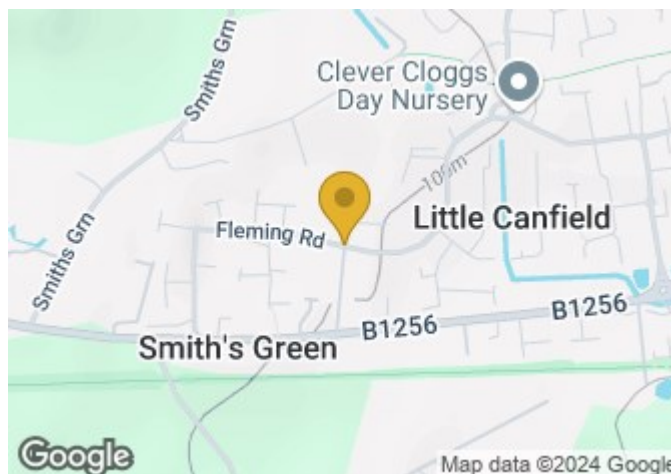 Smiths Grn
Clever Cloggs
Day Nursery
100m
Little Canfield
Fleming Rd
Smiths Grn
B1256
B1256
Smith's Green
Google
Map data ©2024 Google